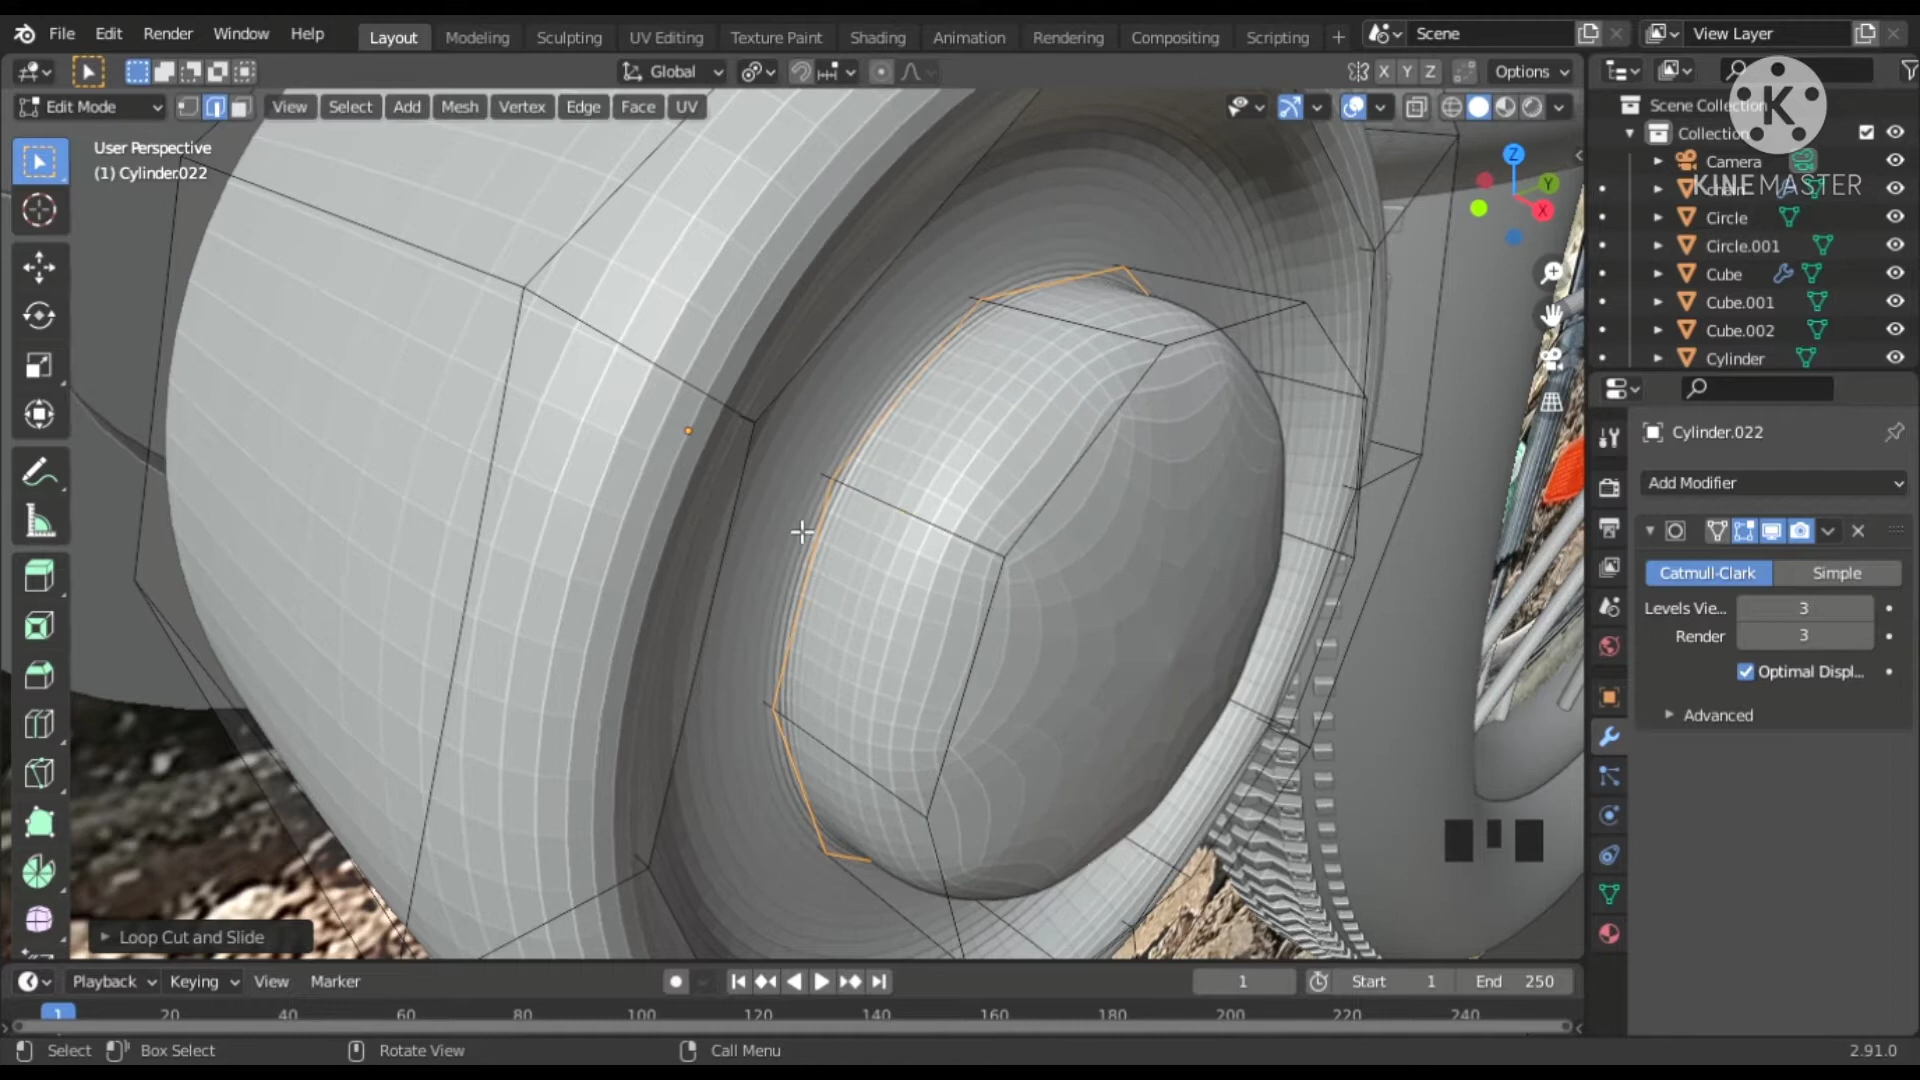 File Edit Render Window Help Layout Modeling Sculpting UV Editing Texture Paint Shading Animation Rendering Compositing Scripting + Scene View Layer
Global X Y Z Options
Edit Mode View Select Add Mesh Vertex Edge Face UV
User Perspective
(1) Cylinder.022
Z
Y
X
Scene Collection
Collection
Camera
KINEMASTER
Circle
Circle.001
Cube
Cube.001
Cube.002
Cylinder
K
Cylinder.022
Add Modifier
Catmull-Clark Simple
Levels Vie... 3
Render 3
Optimal Displ...
Advanced
Loop Cut and Slide
Playback Keying View Marker 1 Start 1 End 250
1 20 40 60 80 100 120 140 160 180 200 220 240
Select Box Select Rotate View Call Menu 2.91.0